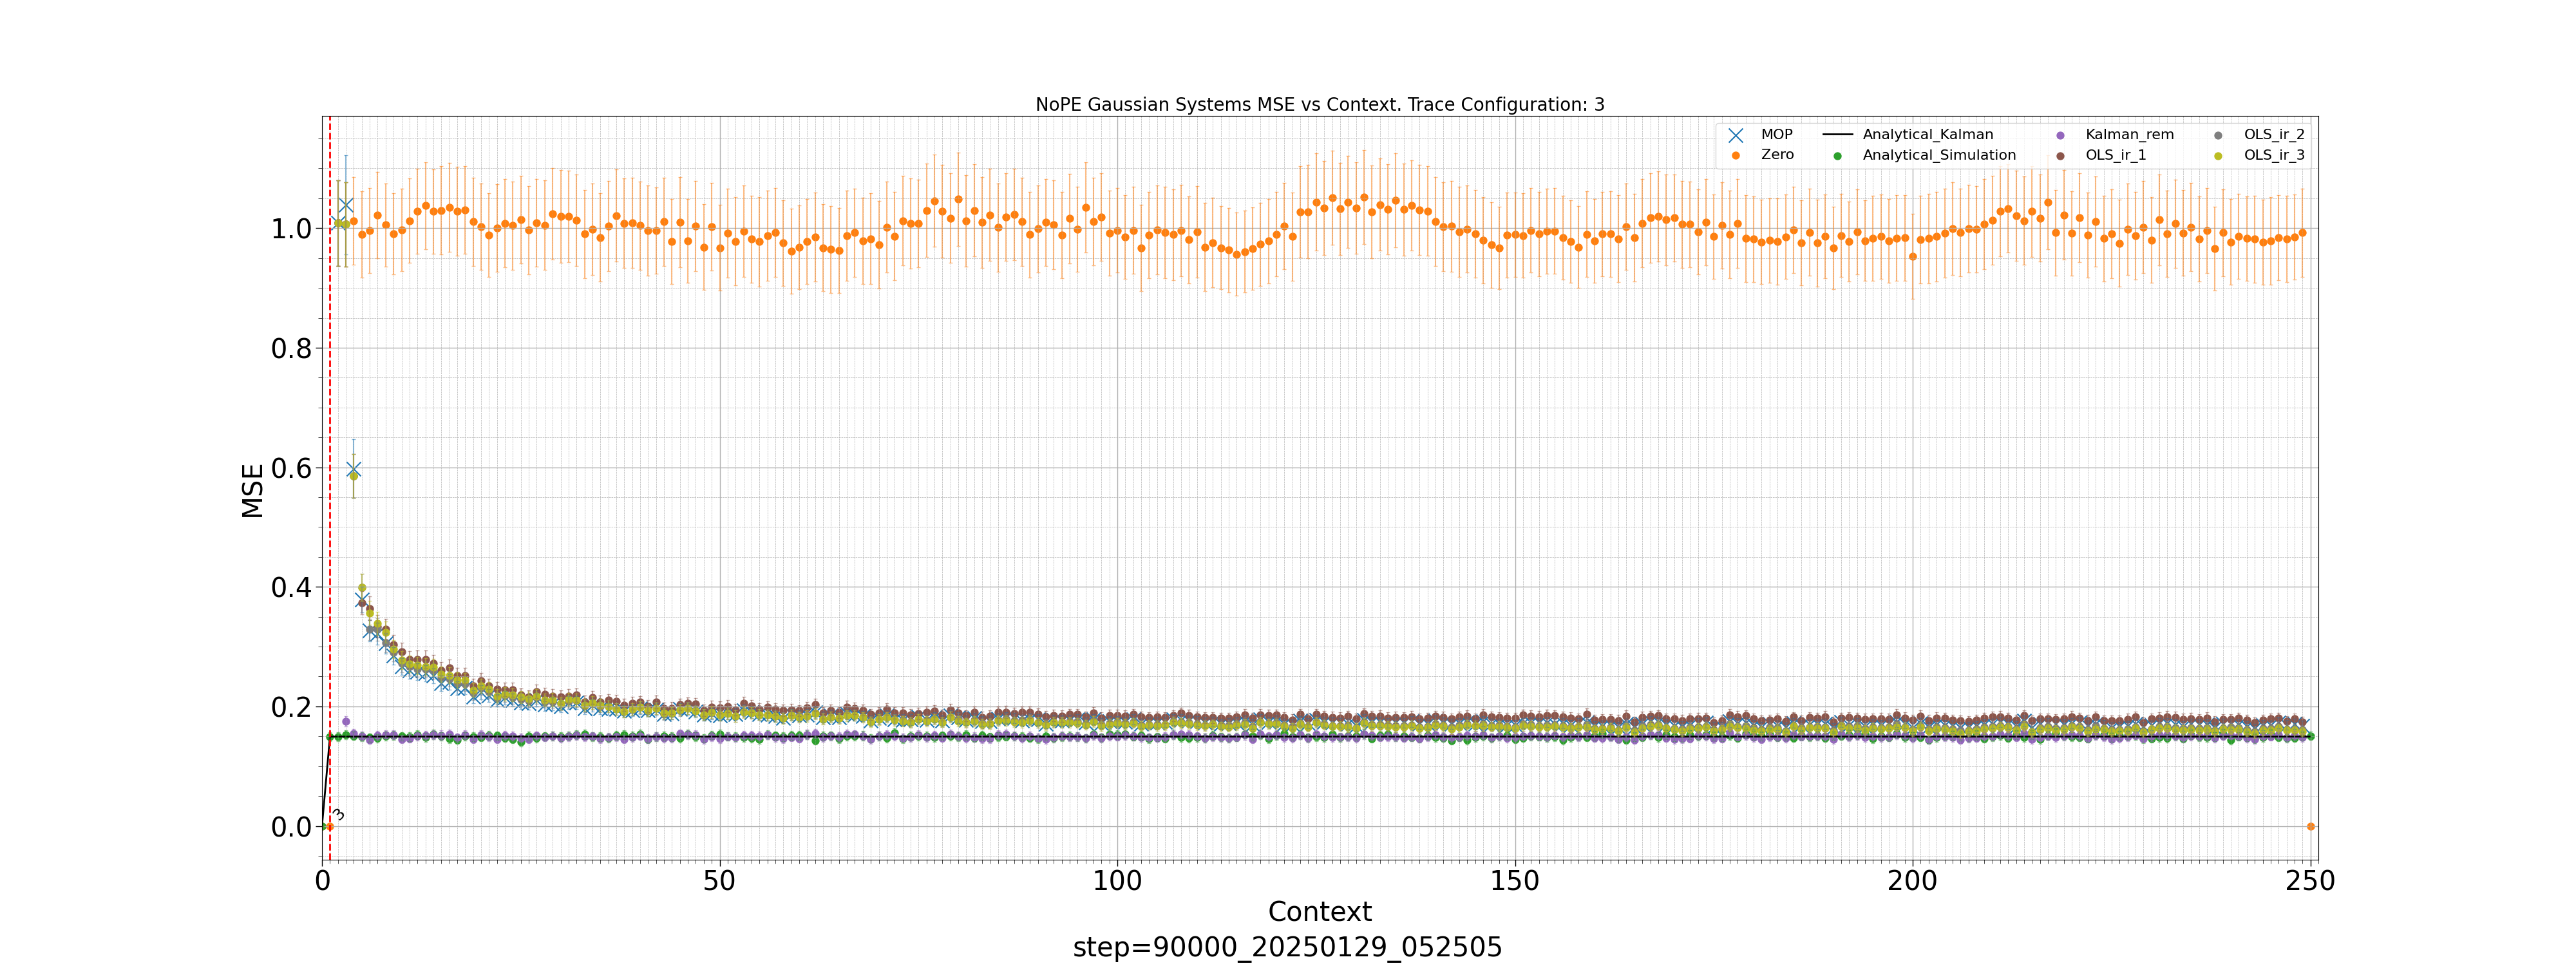 NoPE Gaussian Systems MSE vs Context. Trace Configuration: 3
MOP Analytical_Kalman Kalman_rem OLS_ir_2
Zero Analytical_Simulation OLS_ir_1 OLS_ir_3
1.0
0.8
0.6
0.4
0.2
0.0
MSE
3
0 50 100 150 200 250
Context
step=90000_20250129_052505